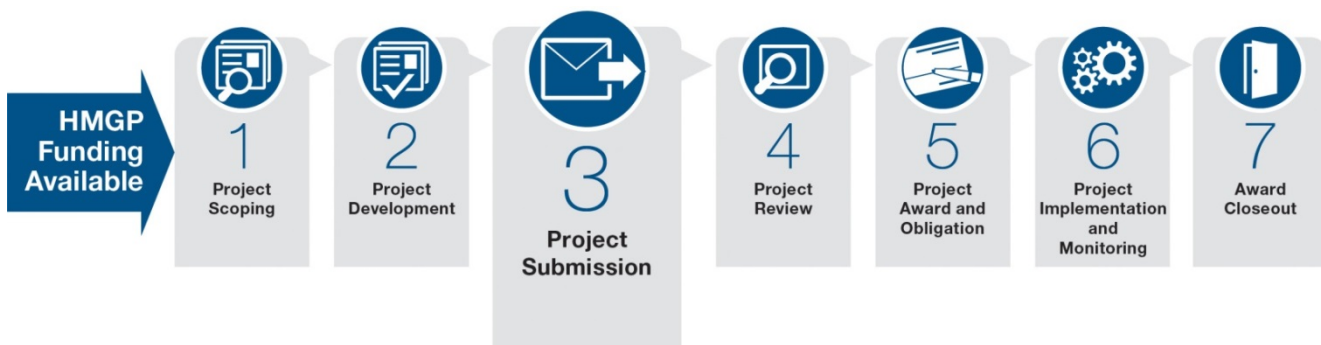 HMGP
Funding
Available
1
Project
Scoping
2
Project
Development
3
Project
Submission
4
Project
Review
5
Project
Award and
Obligation
6
Project
Implementation
and
Monitoring
7
Award
Closeout